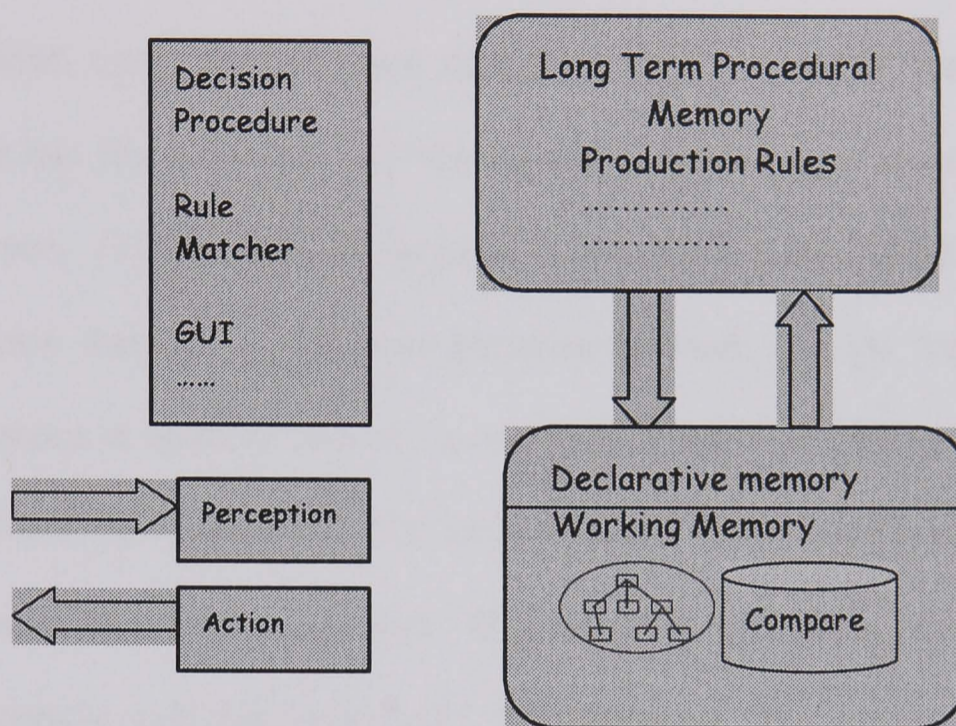 Decision
Procedure
Rule
Matcher
GUI
......
Long Term Procedural
Memory
Production Rules
...............
...............
Perception
Action
Declarative memory
Working Memory
Compare